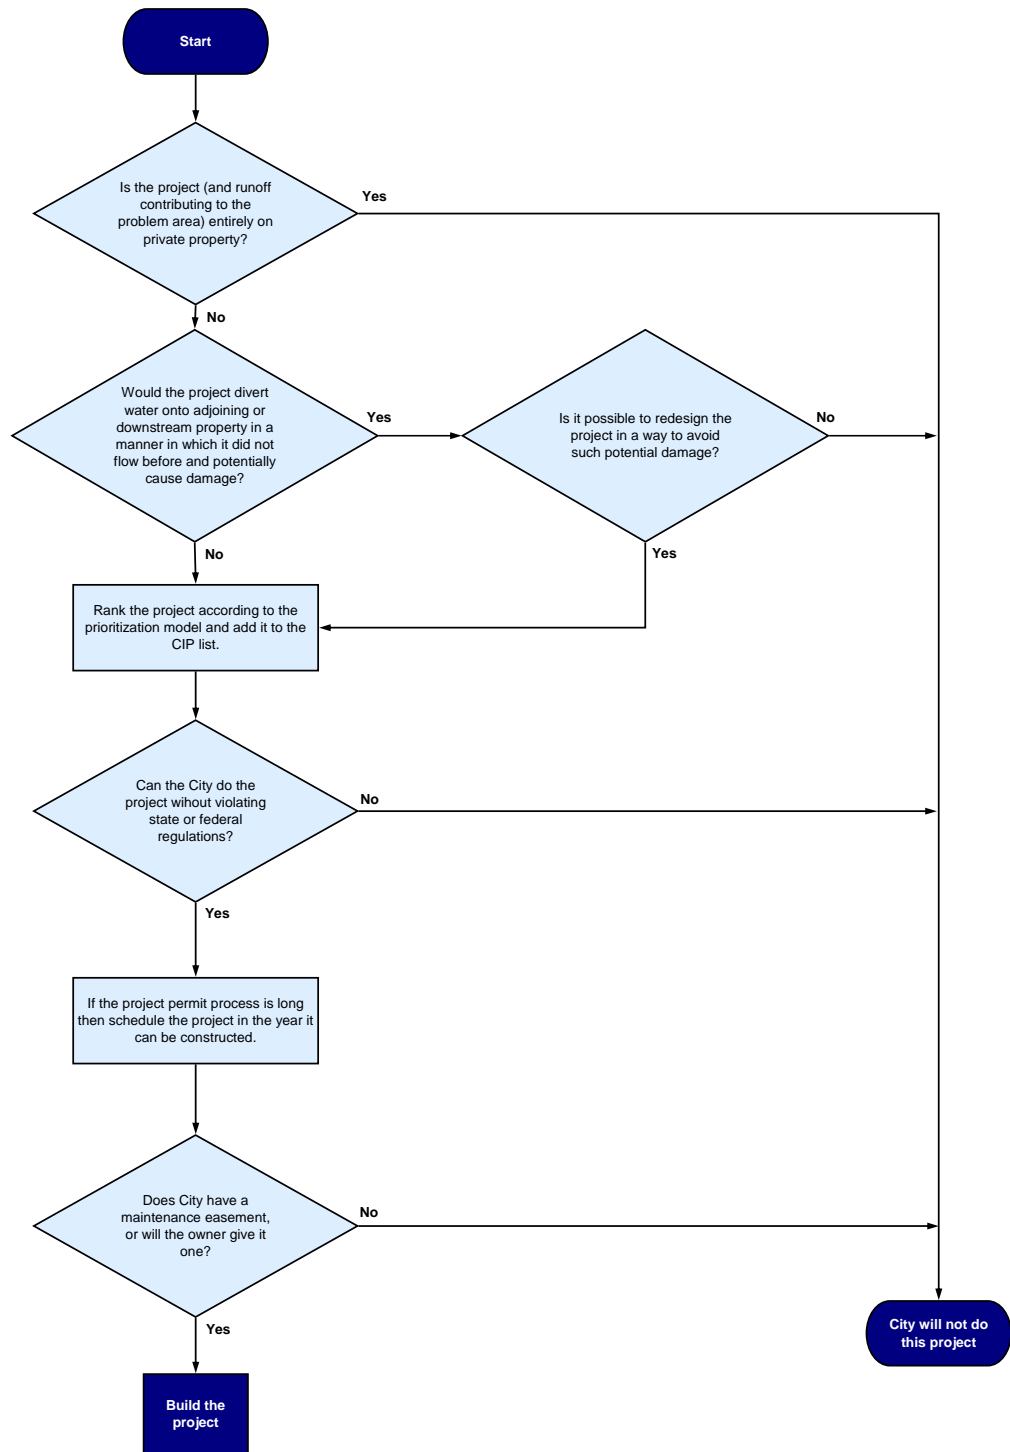 Start
Is the project (and runoff
contributing to the
problem area) entirely on
private property?
Yes
No
Would the project divert
water onto adjoining or
downstream property in a
manner in which it did not
flow before and potentially
cause damage?
Yes
Is it possible to redesign the
project in a way to avoid
such potential damage?
No
No
Yes
Rank the project according to the
prioritization model and add it to the
CIP list.
Can the City do the
project wihout violating
state or federal
regulations?
No
Yes
If the project permit process is long
then schedule the project in the year it
can be constructed.
Does City have a
maintenance easement,
or will the owner give it
one?
No
Yes
City will not do
this project
Build the
project